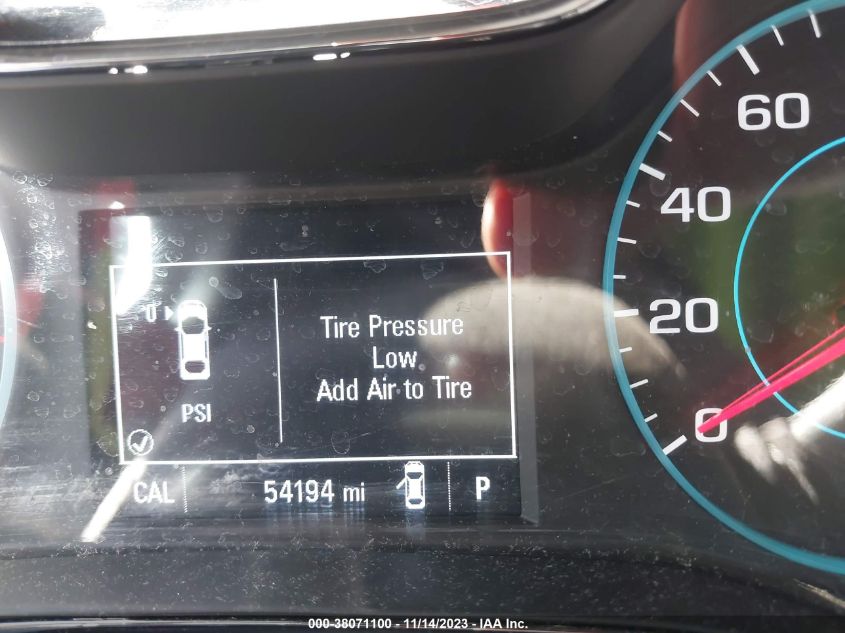 60
40
20
0
0
Tire Pressure
Low
Add Air to Tire
PSI
CAL 54194 mi P
000-38071100 - 11/14/2023 - IAA Inc.